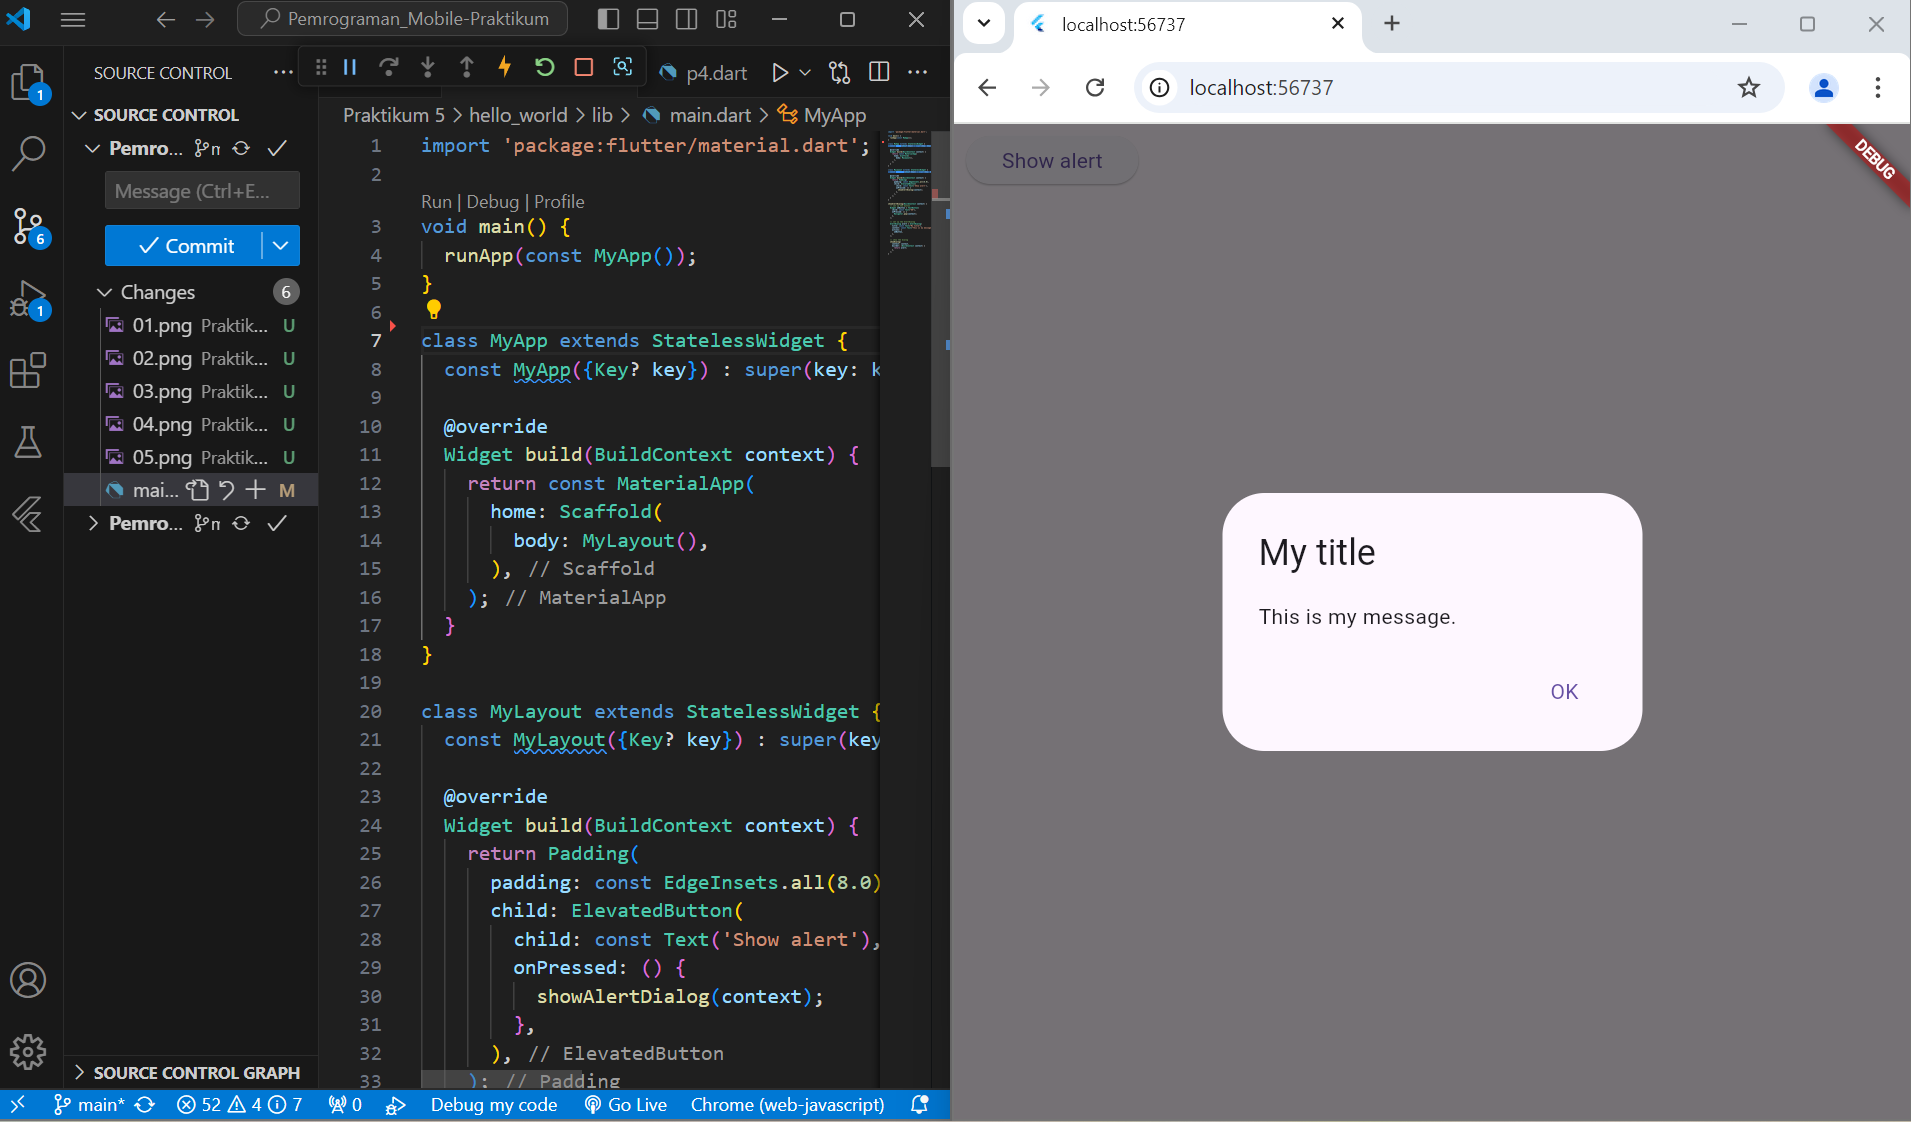 Pemrograman_Mobile-Praktikum
SOURCE CONTROL
SOURCE CONTROL
Pemro...
Message (Ctrl+E...
Commit
Changes 6
01.png Praktik... U
02.png Praktik... U
03.png Praktik... U
04.png Praktik... U
05.png Praktik... U
mai... M
Pemro...
SOURCE CONTROL GRAPH
1
6
1
p4.dart
Praktikum 5 > hello_world > lib > main.dart > MyApp
1 import 'package:flutter/material.dart';
2
Run | Debug | Profile
3 void main() {
4 runApp(const MyApp());
5 }
6
7 class MyApp extends StatelessWidget {
8 const MyApp({Key? key}) : super(key: k
9
10 @override
11 Widget build(BuildContext context) {
12 return const MaterialApp(
13 home: Scaffold(
14 body: MyLayout(),
15 ), // Scaffold
16 ); // MaterialApp
17 }
18 }
19
20 class MyLayout extends StatelessWidget {
21 const MyLayout({Key? key}) : super(key
22
23 @override
24 Widget build(BuildContext context) {
25 return Padding(
26 padding: const EdgeInsets.all(8.0)
27 child: ElevatedButton(
28 child: const Text('Show alert'),
29 onPressed: () {
30 showAlertDialog(context);
31 },
32 ), // ElevatedButton
33 ); // Padding
main* 52 4 7 0 Debug my code Go Live Chrome (web-javascript)
localhost:56737
localhost:56737
Show alert
DEBUG
My title
This is my message.
OK